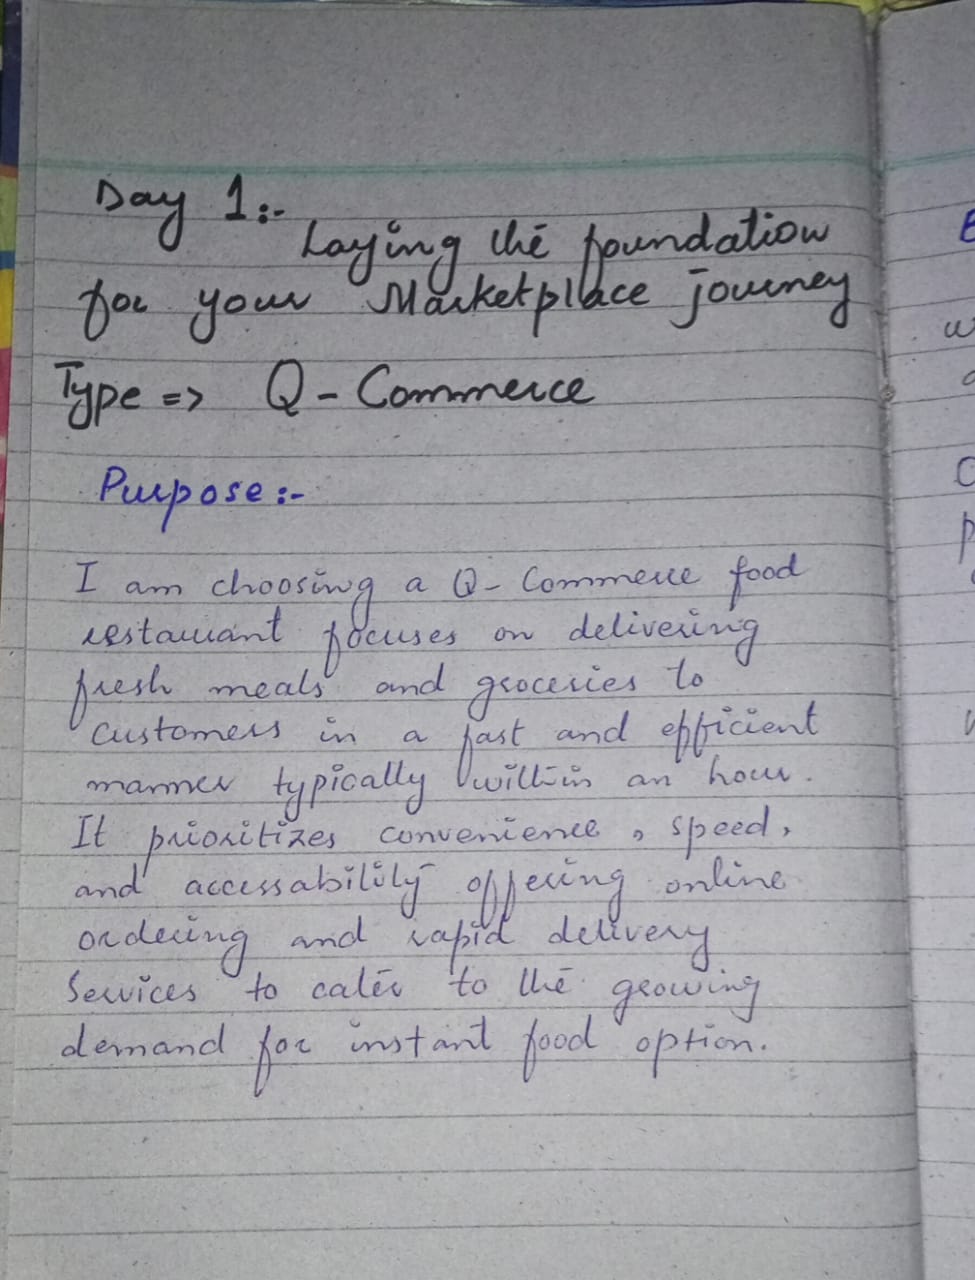 Day 1:-
Laying the foundation
for your Marketplace journey
Type => Q - Commerce
Purpose :-
I am choosing a Q - Commerce food
restaurant focuses on delivering
fresh meals and groceries to
customers in a fast and efficient
manner typically within an hour.
It prioritizes convenience, speed,
and accessability offering online
ordering and rapid delivery
Services to cater to the growing
demand for instant food option.